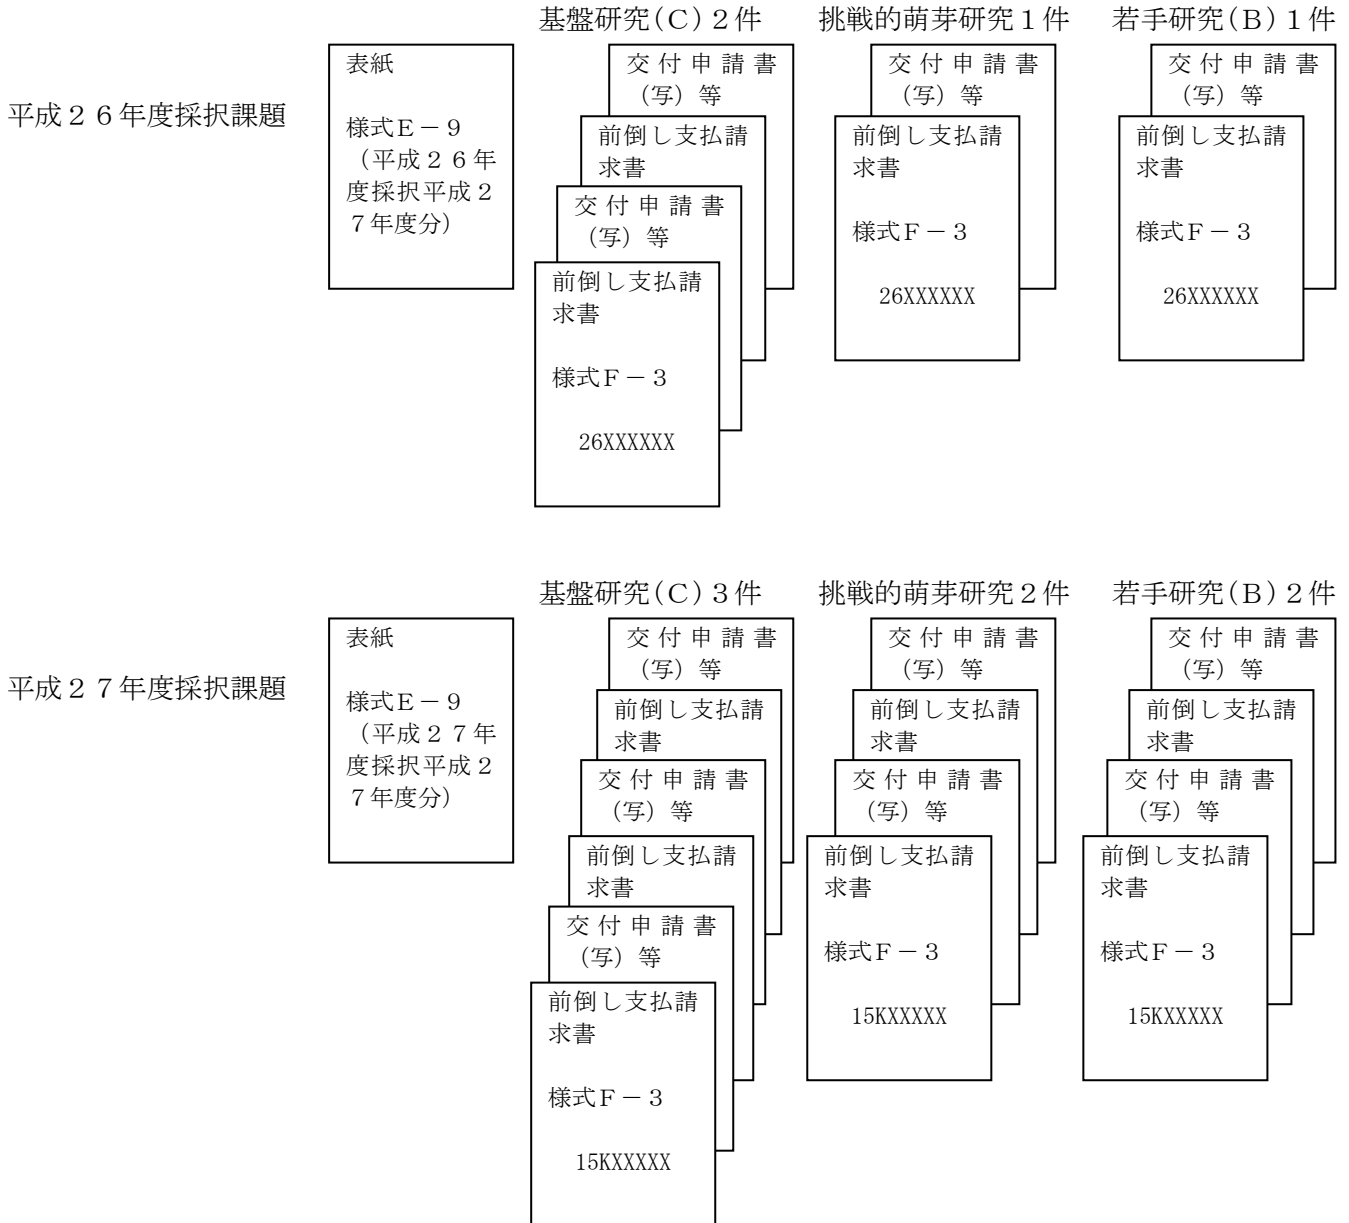 基盤研究(C)２件
挑戦的萌芽研究１件
若手研究(B)１件
平成２６年度採択課題
表紙
様式Ｅ－９
（平成２６年
度採択平成２
７年度分）
交付申請書
（写）等
前倒し支払請
求書
交付申請書
（写）等
前倒し支払請
求書
様式Ｆ－３
26XXXXXX
交付申請書
（写）等
前倒し支払請
求書
様式Ｆ－３
26XXXXXX
交付申請書
（写）等
前倒し支払請
求書
様式Ｆ－３
26XXXXXX
基盤研究(C)３件
挑戦的萌芽研究２件
若手研究(B)２件
平成２７年度採択課題
表紙
様式Ｅ－９
（平成２７年
度採択平成２
７年度分）
交付申請書
（写）等
前倒し支払請
求書
交付申請書
（写）等
前倒し支払請
求書
交付申請書
（写）等
前倒し支払請
求書
様式Ｆ－３
15KXXXXX
交付申請書
（写）等
前倒し支払請
求書
交付申請書
（写）等
前倒し支払請
求書
様式Ｆ－３
15KXXXXX
交付申請書
（写）等
前倒し支払請
求書
交付申請書
（写）等
前倒し支払請
求書
様式Ｆ－３
15KXXXXX